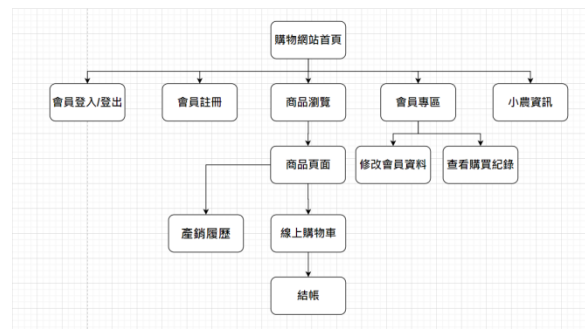 購物網站首頁
會員登入/登出
會員註冊
商品瀏覽
會員專區
小農資訊
商品頁面
修改會員資料
查看購買紀錄
產銷履歷
線上購物車
結帳